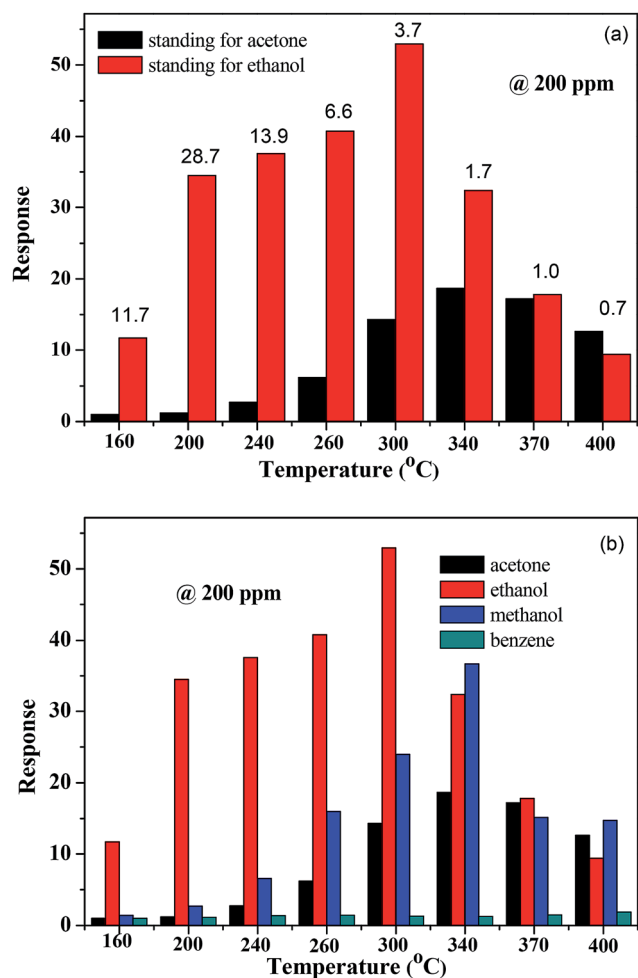 (a)
standing for acetone
standing for ethanol
@ 200 ppm
11.7
28.7
13.9
6.6
3.7
1.7
1.0
0.7
50
40
30
20
10
0
Response
160 200 240 260 300 340 370 400
Temperature (°C)
(b)
acetone
ethanol
methanol
benzene
@ 200 ppm
50
40
30
20
10
0
Response
160 200 240 260 300 340 370 400
Temperature (°C)